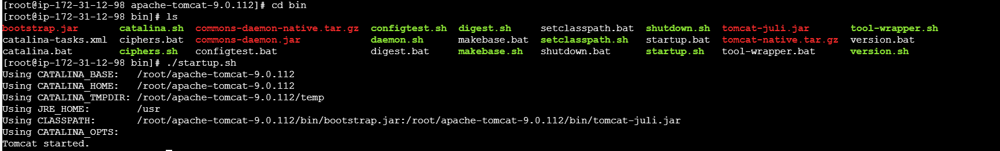 [root@ip-172-31-12-98 apache-tomcat-9.0.112]# cd bin
[root@ip-172-31-12-98 bin]# ls
bootstrap.jar catalina.sh commons-daemon-native.tar.gz configtest.sh digest.sh setclasspath.bat shutdown.sh tomcat-juli.jar tool-wrapper.sh
catalina-tasks.xml ciphers.bat commons-daemon.jar daemon.sh makebase.bat setclasspath.sh startup.bat tomcat-native.tar.gz version.bat
catalina.bat ciphers.sh configtest.bat digest.bat makebase.sh shutdown.bat startup.sh tool-wrapper.bat version.sh
[root@ip-172-31-12-98 bin]# ./startup.sh
Using CATALINA_BASE: /root/apache-tomcat-9.0.112
Using CATALINA_HOME: /root/apache-tomcat-9.0.112
Using CATALINA_TMPDIR: /root/apache-tomcat-9.0.112/temp
Using JRE_HOME: /usr
Using CLASSPATH: /root/apache-tomcat-9.0.112/bin/bootstrap.jar:/root/apache-tomcat-9.0.112/bin/tomcat-juli.jar
Using CATALINA_OPTS:
Tomcat started.